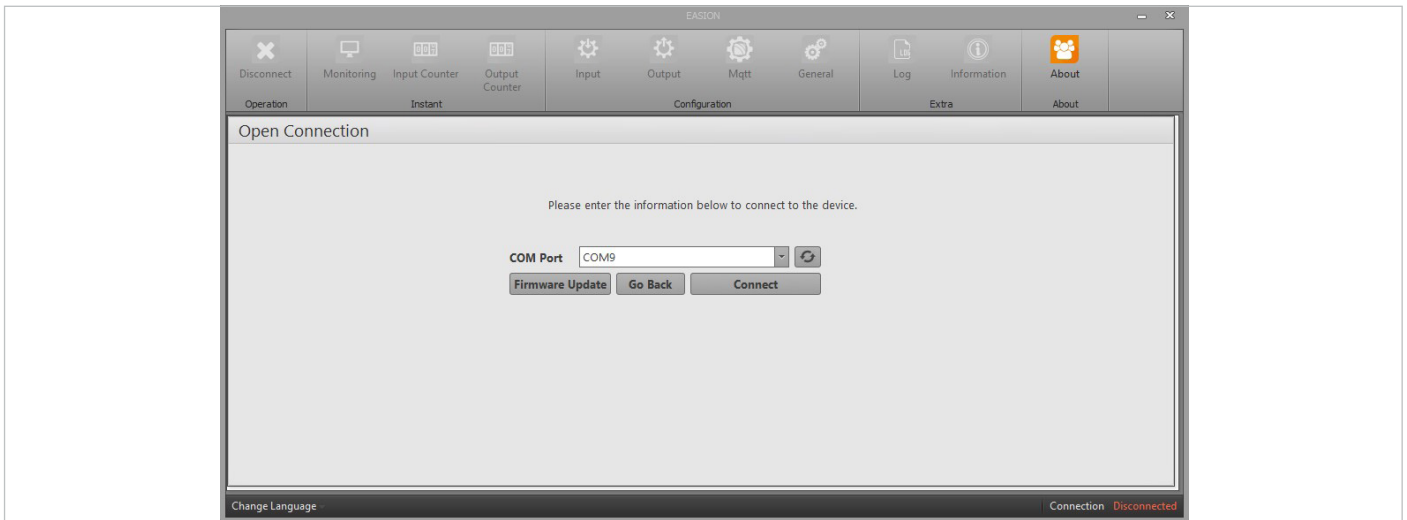 EASION
Disconnect Monitoring Input Counter Output Counter Input Output Mqtt General Log Information About
Operation Instant Configuration Extra About
Open Connection
Please enter the information below to connect to the device.
COM Port COM9
Firmware Update Go Back Connect
Change Language Connection Disconnected